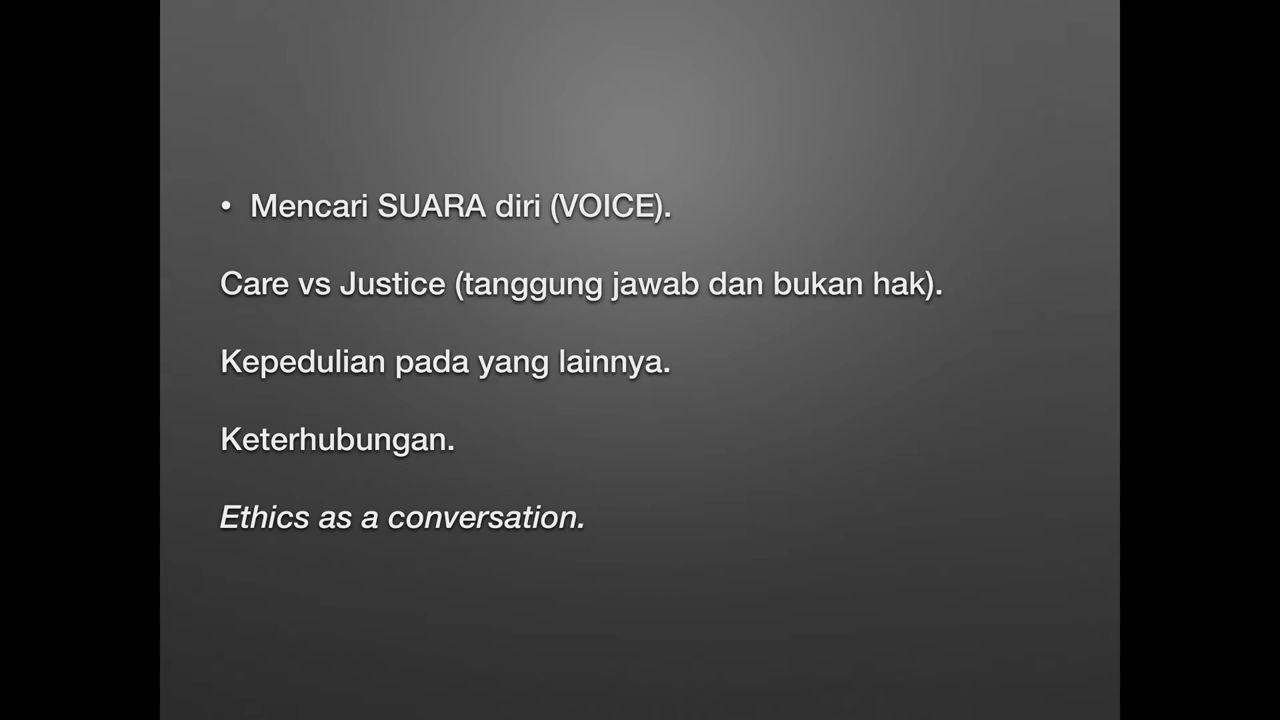 • Mencari SUARA diri (VOICE).
Care vs Justice (tanggung jawab dan bukan hak).
Kepedulian pada yang lainnya.
Keterhubungan.
Ethics as a conversation.